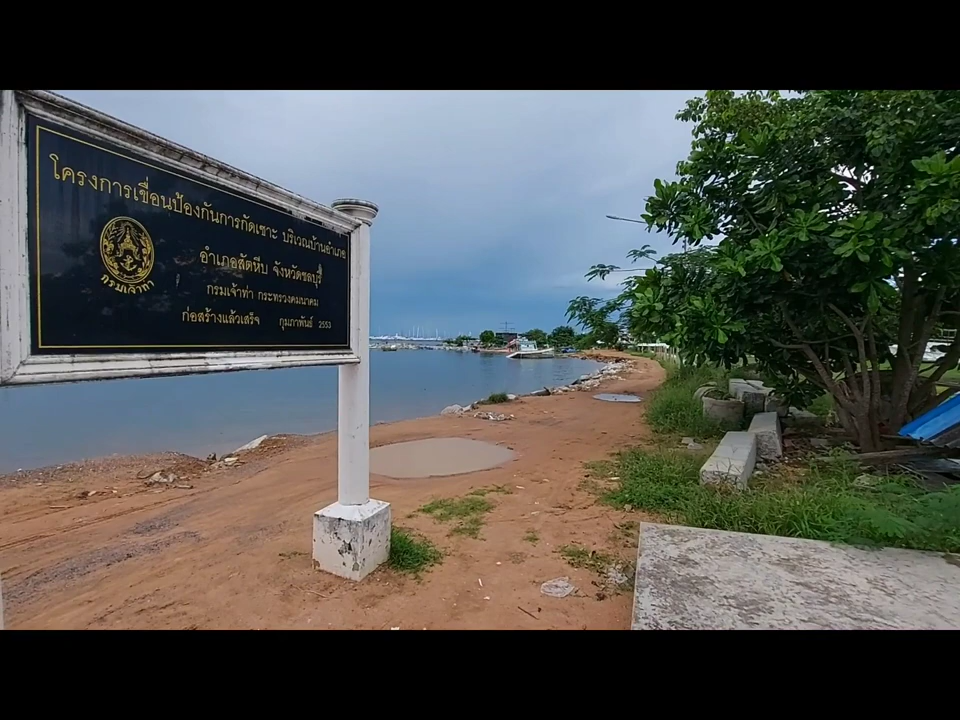 โครงการเขื่อนป้องกันการกัดเซาะ บริเวณบ้านอำเภอ
อำเภอสัตหีบ จังหวัดชลบุรี
กรมเจ้าท่า กระทรวงคมนาคม
ก่อสร้างแล้วเสร็จ กุมภาพันธ์ 2553
กรมเจ้าท่า